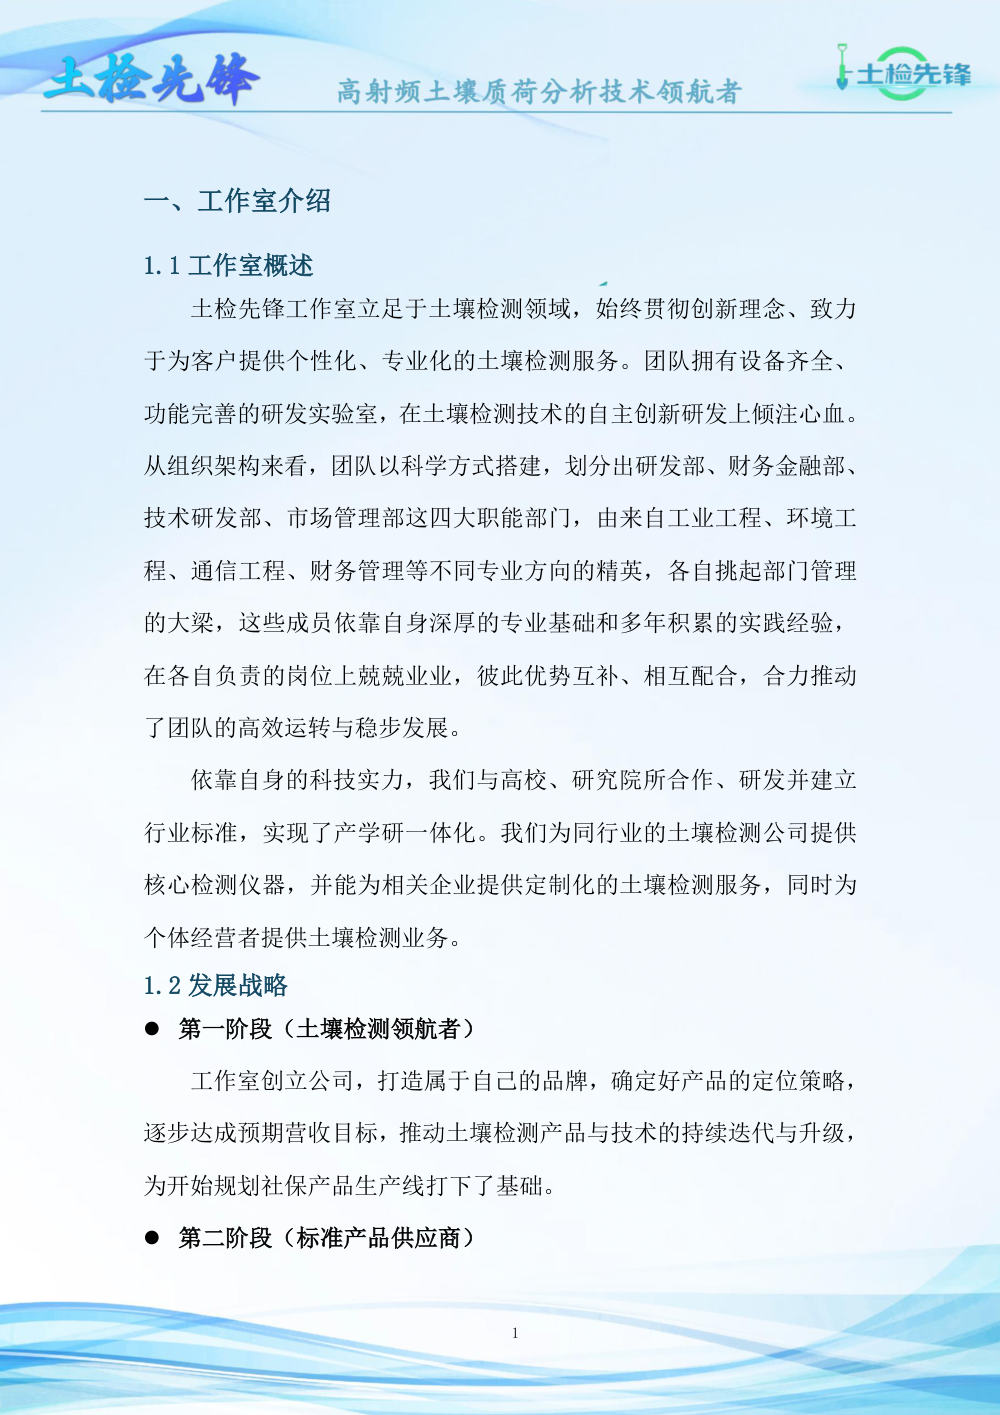 土检先锋
高射频土壤质荷分析技术领航者
土检先锋
一、工作室介绍
1.1 工作室概述
土检先锋工作室立足于土壤检测领域，始终贯彻创新理念、致力
于为客户提供个性化、专业化的土壤检测服务。团队拥有设备齐全、
功能完善的研发实验室，在土壤检测技术的自主创新研发上倾注心血。
从组织架构来看，团队以科学方式搭建，划分出研发部、财务金融部、
技术研发部、市场管理部这四大职能部门，由来自工业工程、环境工
程、通信工程、财务管理等不同专业方向的精英，各自挑起部门管理
的大梁，这些成员依靠自身深厚的专业基础和多年积累的实践经验，
在各自负责的岗位上兢兢业业，彼此优势互补、相互配合，合力推动
了团队的高效运转与稳步发展。
依靠自身的科技实力，我们与高校、研究院所合作、研发并建立
行业标准，实现了产学研一体化。我们为同行业的土壤检测公司提供
核心检测仪器，并能为相关企业提供定制化的土壤检测服务，同时为
个体经营者提供土壤检测业务。
1.2 发展战略
● 第一阶段（土壤检测领航者）
工作室创立公司，打造属于自己的品牌，确定好产品的定位策略，
逐步达成预期营收目标，推动土壤检测产品与技术的持续迭代与升级，
为开始规划社保产品生产线打下了基础。
● 第二阶段（标准产品供应商）
1